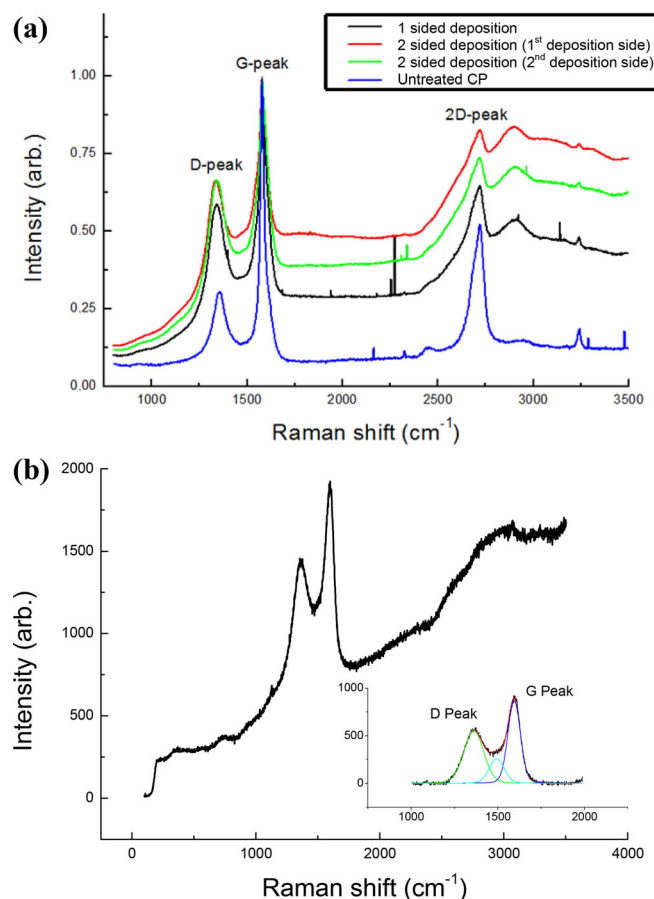 (a)
1 sided deposition
2 sided deposition (1st deposition side)
2 sided deposition (2nd deposition side)
Untreated CP
G-peak
D-peak
2D-peak
1.00
0.75
0.50
0.25
0.00
Intensity (arb.)
1000 1500 2000 2500 3000 3500
Raman shift (cm-1)
(b)
2000
1500
1000
500
0
Intensity (arb.)
D Peak
G Peak
1000
500
0
1000 1500 2000
0 1000 2000 3000 4000
Raman shift (cm-1)